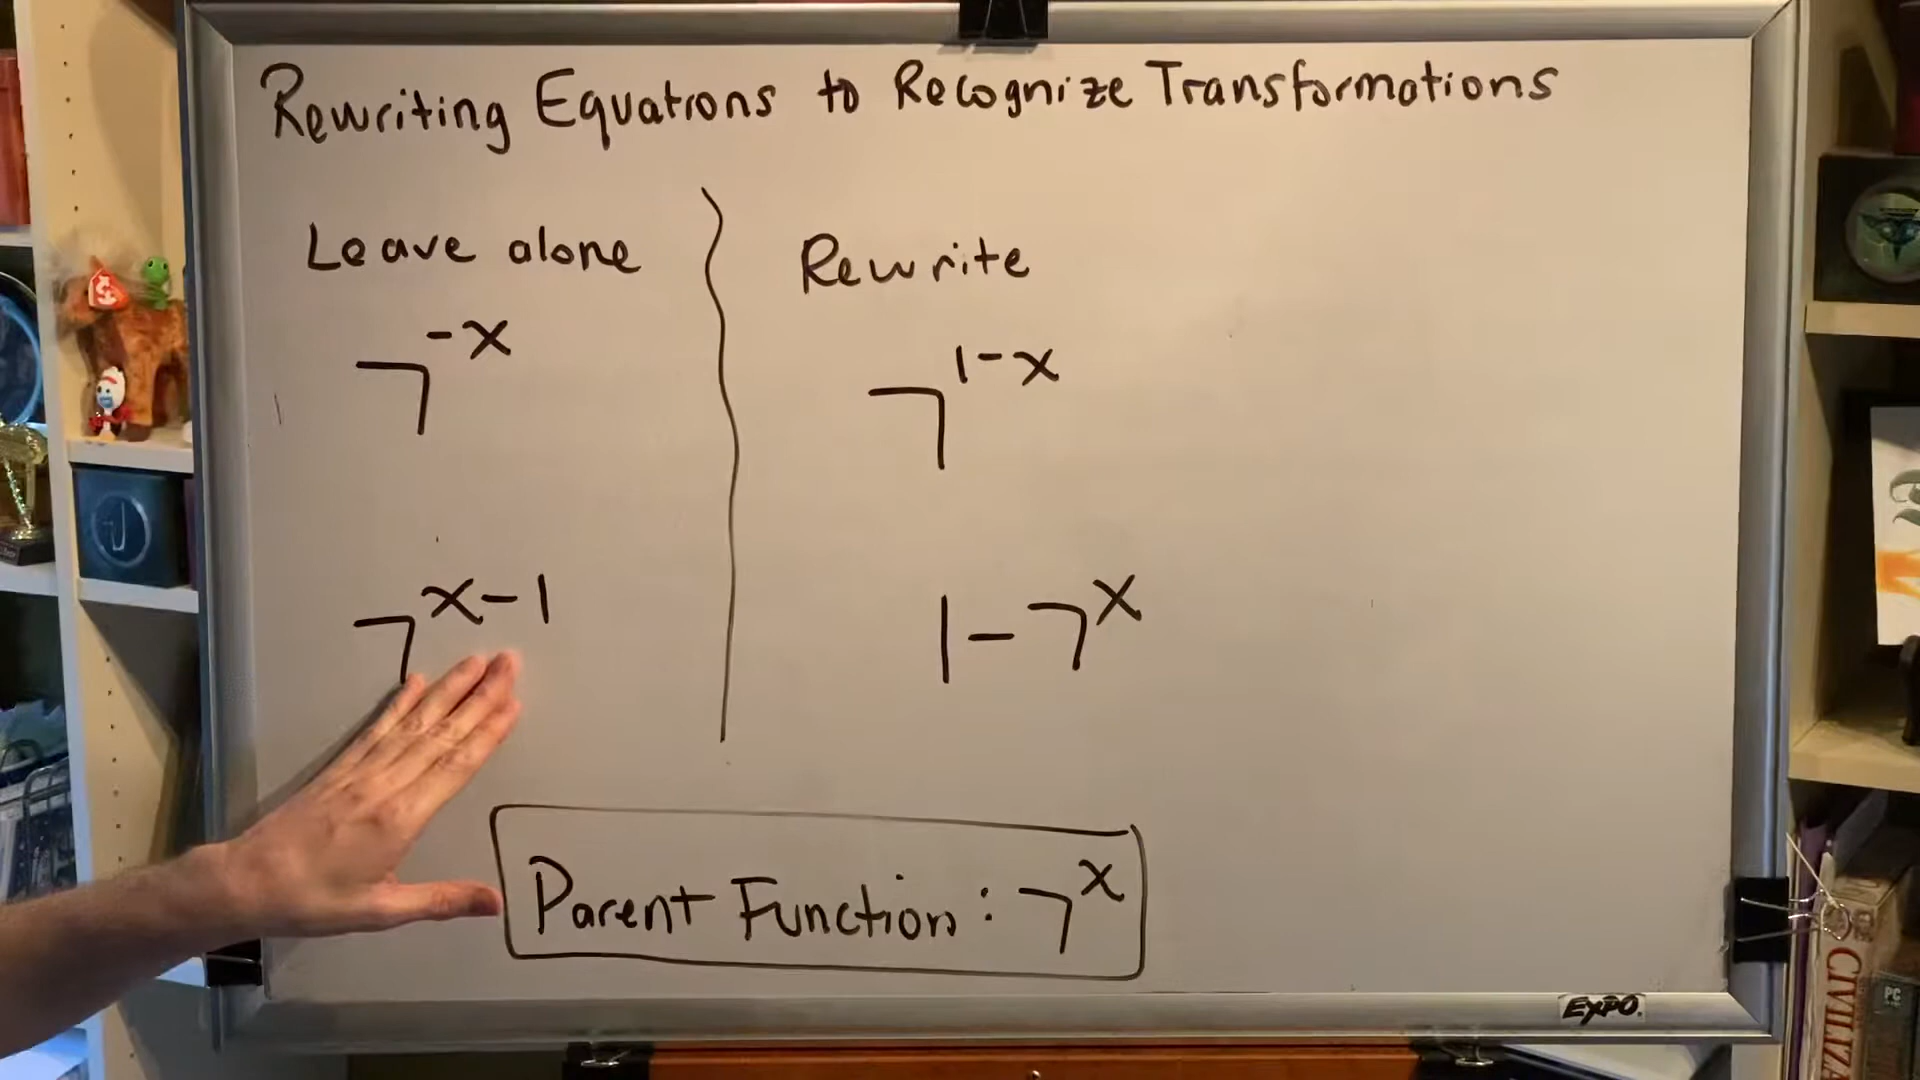 Rewriting Equations to Recognize Transformations
Leave alone
7^-x
7^x-1
Rewrite
7^1-x
1-7^x
Parent Function: 7^x
EXPO.
PC